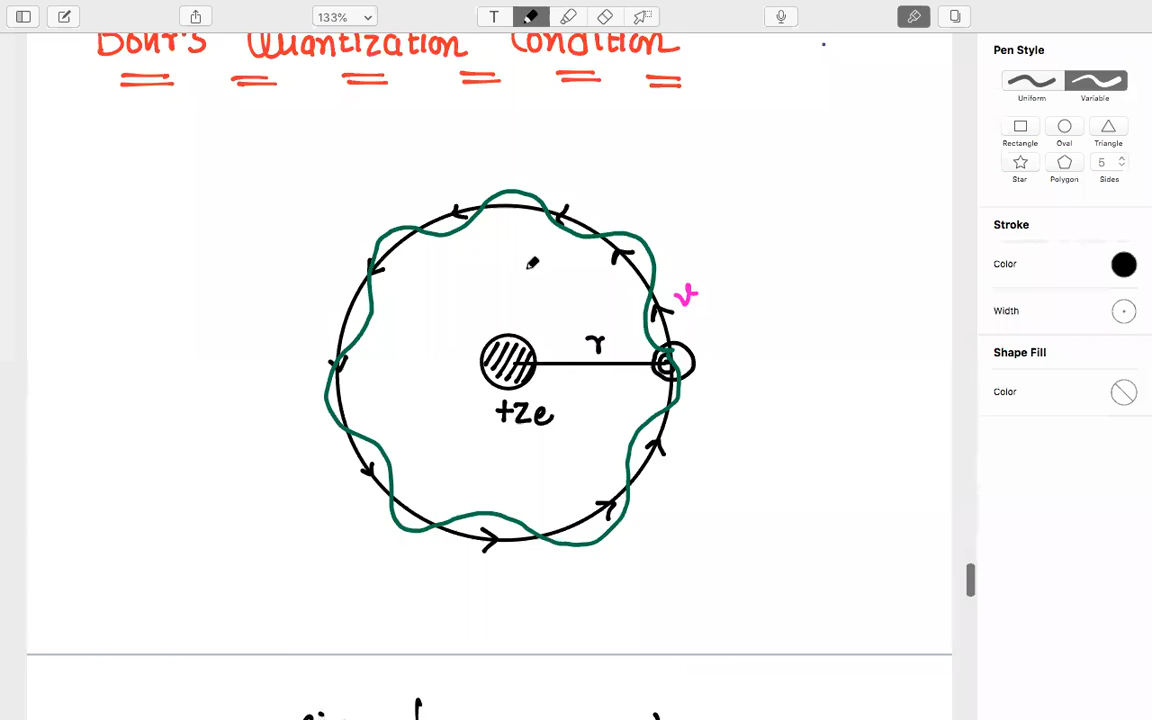 133%
T
Bohr's Quantization Condition
v
r
+Ze
Pen Style
Uniform Variable
Rectangle Oval Triangle
5
Star Polygon Sides
Stroke
Color
Width
Shape Fill
Color